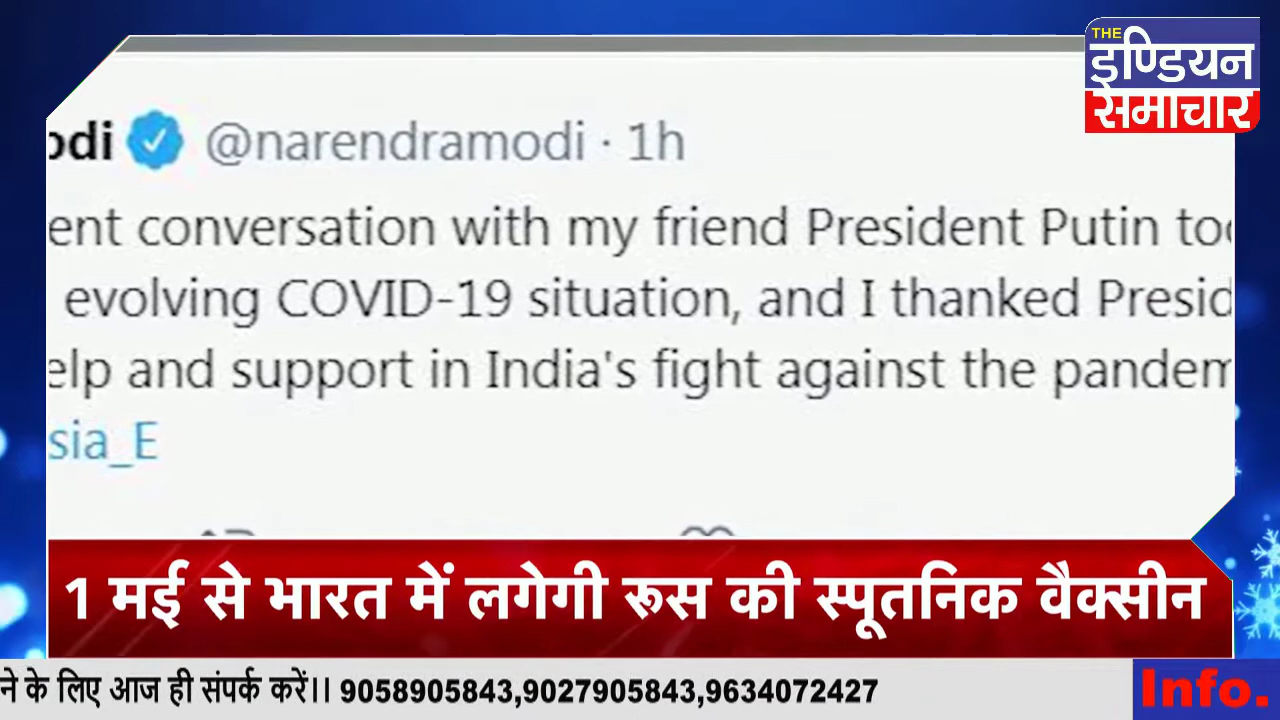 THE
इण्डियन
समाचार
odi @narendramodi · 1h
ent conversation with my friend President Putin too
evolving COVID-19 situation, and I thanked Presid
elp and support in India's fight against the pandem
sia_E
1 मई से भारत में लगेगी रूस की स्पूतनिक वैक्सीन
ने के लिए आज ही संपर्क करें।। 9058905843,9027905843,9634072427
Info.